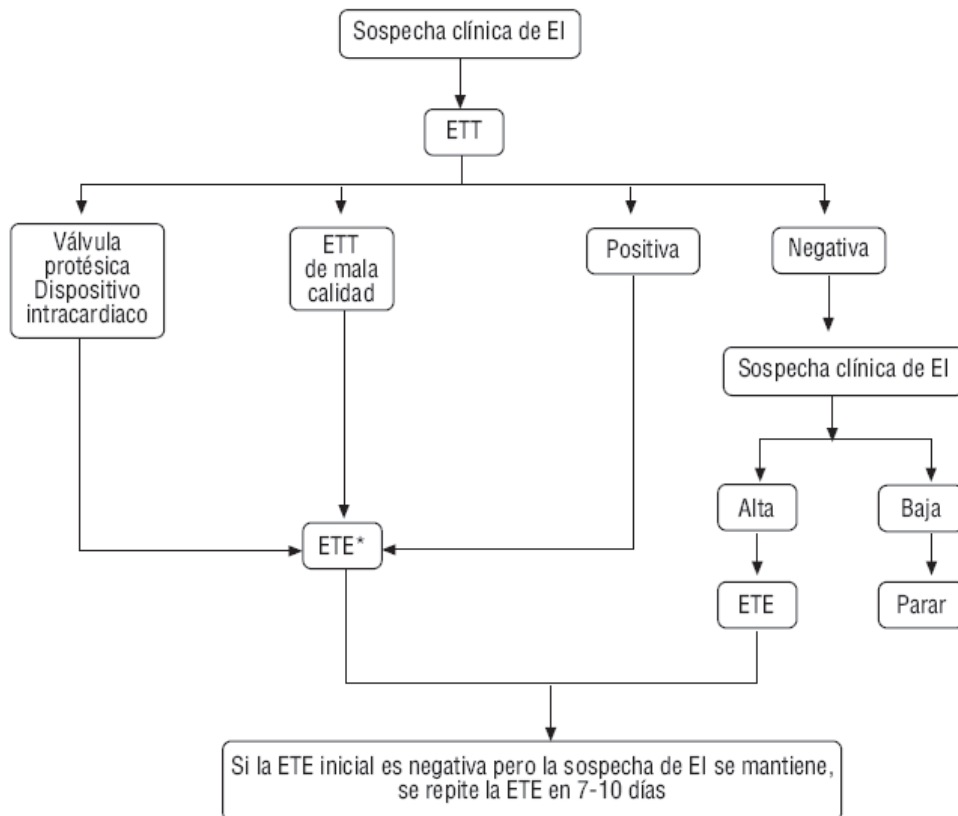 Sospecha clínica de EI
ETT
Válvula
protésica
Dispositivo
intracardiaco
ETT
de mala
calidad
Positiva
Negativa
Sospecha clínica de EI
Alta
Baja
ETE*
ETE
Parar
Si la ETE inicial es negativa pero la sospecha de EI se mantiene,
se repite la ETE en 7-10 días